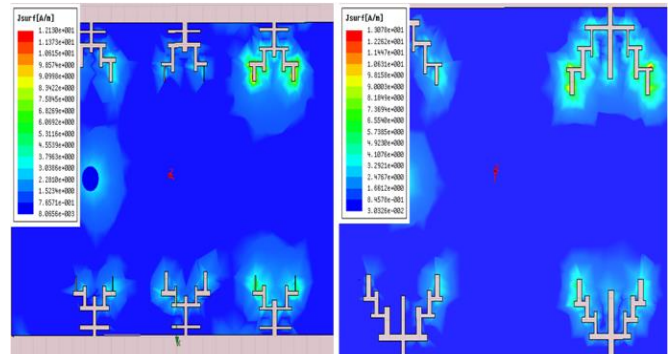 Jsurf[A/m]
1.2130e+001
1.1373e+001
1.0615e+001
9.8574e+000
9.0998e+000
8.3422e+000
7.5845e+000
6.8269e+000
6.0692e+000
5.3116e+000
4.5539e+000
3.7963e+000
3.0386e+000
2.2810e+000
1.5234e+000
7.6571e-001
8.0656e-003
Jsurf[A/m]
1.3078e+001
1.2262e+001
1.1447e+001
1.0631e+001
9.8158e+000
9.0003e+000
8.1849e+000
7.3694e+000
6.5540e+000
5.7385e+000
4.9230e+000
4.1076e+000
3.2921e+000
2.4767e+000
1.6612e+000
8.4578e-001
3.0326e-002